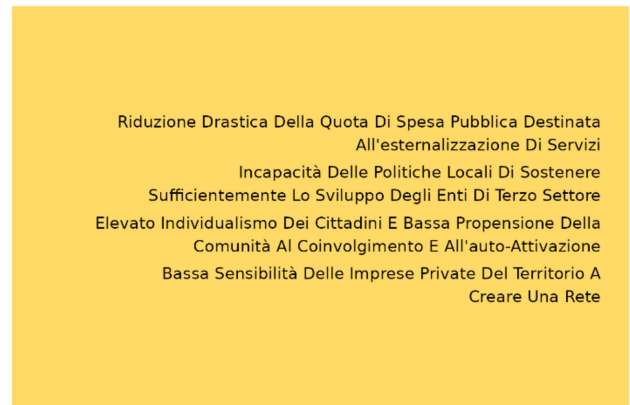 Riduzione Drastica Della Quota Di Spesa Pubblica Destinata
All'esternalizzazione Di Servizi
Incapacità Delle Politiche Locali Di Sostenere
Sufficientemente Lo Sviluppo Degli Enti Di Terzo Settore
Elevato Individualismo Dei Cittadini E Bassa Propensione Della
Comunità Al Coinvolgimento E All'auto-Attivazione
Bassa Sensibilità Delle Imprese Private Del Territorio A
Creare Una Rete